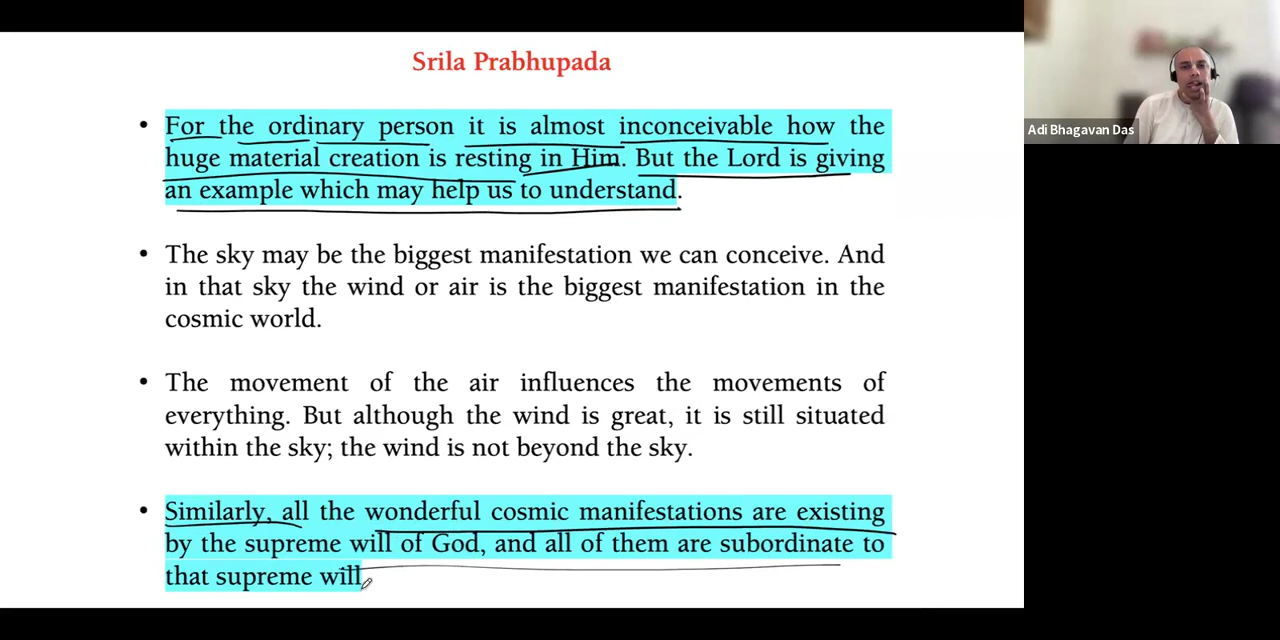 Srila Prabhupada
• For the ordinary person it is almost inconceivable how the
huge material creation is resting in Him. But the Lord is giving
an example which may help us to understand.
• The sky may be the biggest manifestation we can conceive. And
in that sky the wind or air is the biggest manifestation in the
cosmic world.
• The movement of the air influences the movements of
everything. But although the wind is great, it is still situated
within the sky; the wind is not beyond the sky.
• Similarly, all the wonderful cosmic manifestations are existing
by the supreme will of God, and all of them are subordinate to
that supreme will
Adi Bhagavan Das